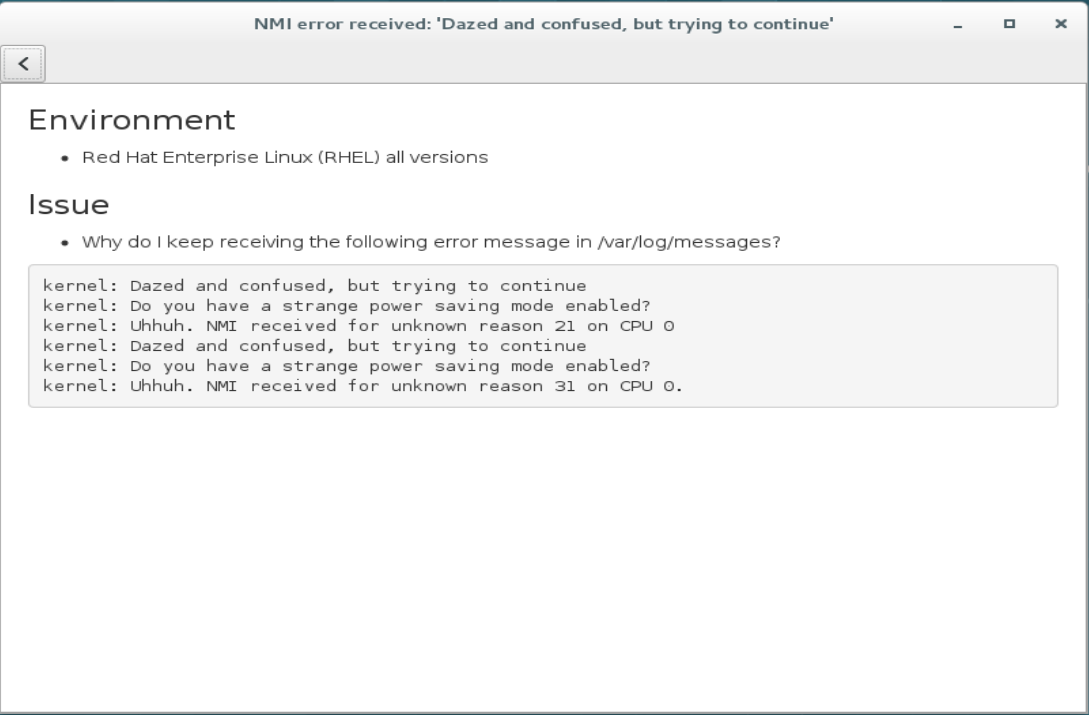 NMI error received: 'Dazed and confused, but trying to continue'
Environment
• Red Hat Enterprise Linux (RHEL) all versions
Issue
• Why do I keep receiving the following error message in /var/log/messages?
kernel: Dazed and confused, but trying to continue
kernel: Do you have a strange power saving mode enabled?
kernel: Uhhuh. NMI received for unknown reason 21 on CPU 0
kernel: Dazed and confused, but trying to continue
kernel: Do you have a strange power saving mode enabled?
kernel: Uhhuh. NMI received for unknown reason 31 on CPU 0.